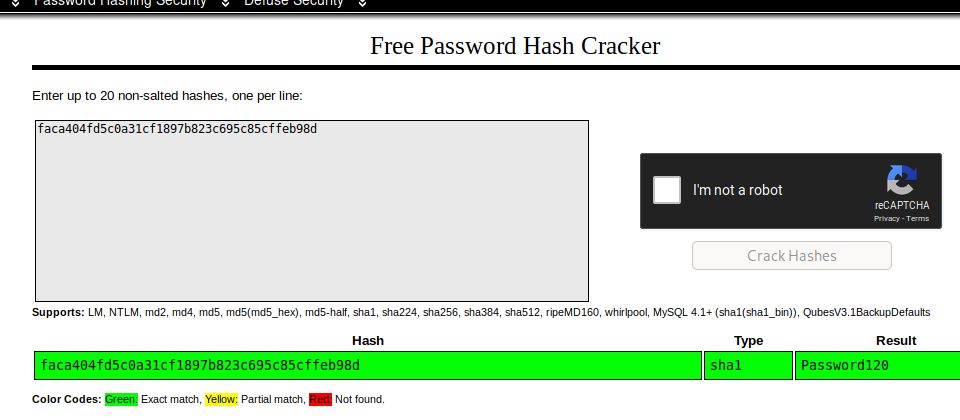 Password Hashing Security Defuse Security
Free Password Hash Cracker
Enter up to 20 non-salted hashes, one per line:
faca404fd5c0a31cf1897b823c695c85cffeb98d
I'm not a robot
reCAPTCHA
Privacy - Terms
Crack Hashes
Supports: LM, NTLM, md2, md4, md5, md5(md5_hex), md5-half, sha1, sha224, sha256, sha384, sha512, ripeMD160, whirlpool, MySQL 4.1+ (sha1(sha1_bin)), QubesV3.1BackupDefaults
Hash Type Result
faca404fd5c0a31cf1897b823c695c85cffeb98d sha1 Password120
Color Codes: Green: Exact match, Yellow: Partial match, Red: Not found.